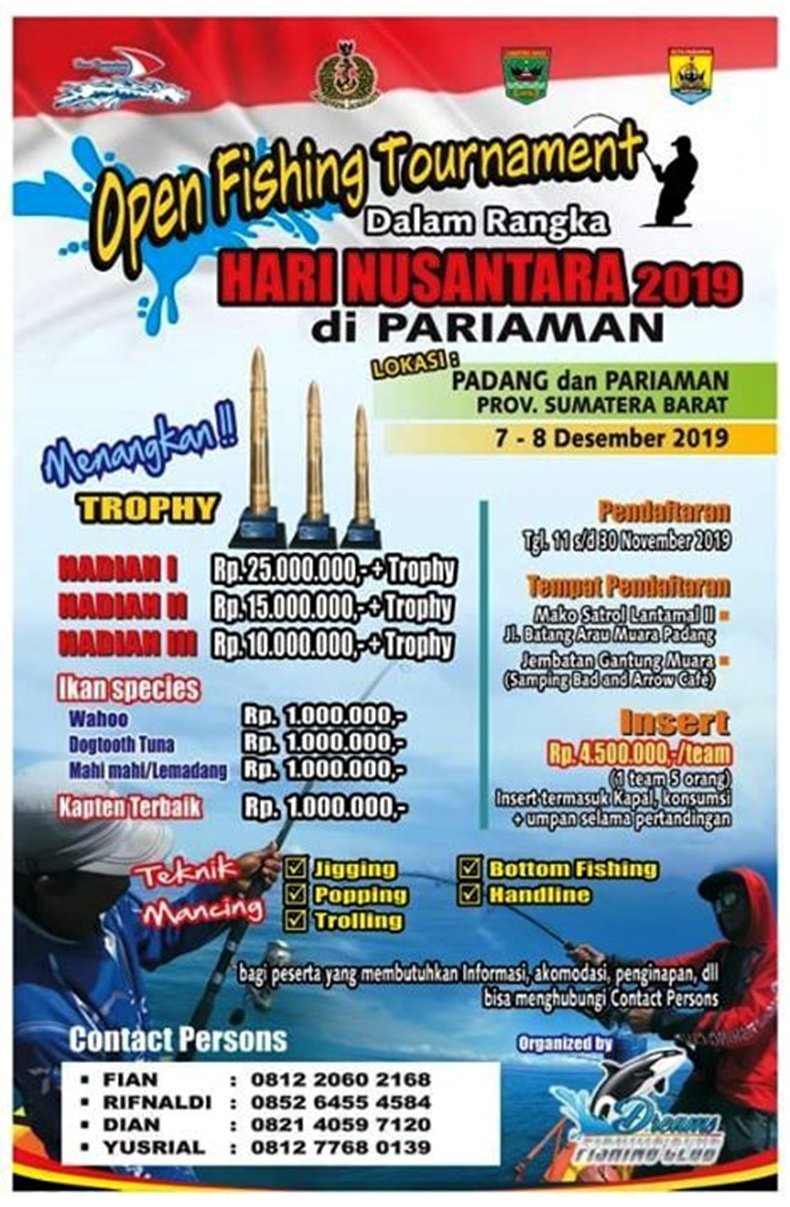 Open Fishing Tournament
Dalam Rangka
HARI NUSANTARA 2019
di PARIAMAN
LOKASI :
PADANG dan PARIAMAN
PROV. SUMATERA BARAT
7 - 8 Desember 2019
Menangkan!!
TROPHY
HADIAH I Rp.25.000.000,-+Trophy
HADIAH II Rp.15.000.000,-+Trophy
HADIAH III Rp.10.000.000,-+Trophy
Ikan species
Wahoo Rp. 1.000.000,-
Dogtooth Tuna Rp. 1.000.000,-
Mahi mahi/Lemadang Rp. 1.000.000,-
Kapten Terbaik Rp. 1.000.000,-
Pendaftaran
Tgl. 11 s/d 30 November 2019
Tempat Pendaftaran
Mako Satrol Lantamal II
Jl. Batang Arau Muara Padang
Jembatan Gantung Muara
(Samping Bad and Arrow Cafe)
Insert
Rp.4.500.000,-/team
(1 team 5 orang)
Insert termasuk Kapal, konsumsi
+ umpan selama pertandingan
Teknik
Mancing
Jigging
Popping
Trolling
Bottom Fishing
Handline
bagi peserta yang membutuhkan Informasi, akomodasi, penginapan, dll
bisa menghubungi Contact Persons
Contact Persons
FIAN : 0812 2060 2168
RIFNALDI : 0852 6455 4584
DIAN : 0821 4059 7120
YUSRIAL : 0812 7768 0139
Organized by
Dreams
FISHING CLUB